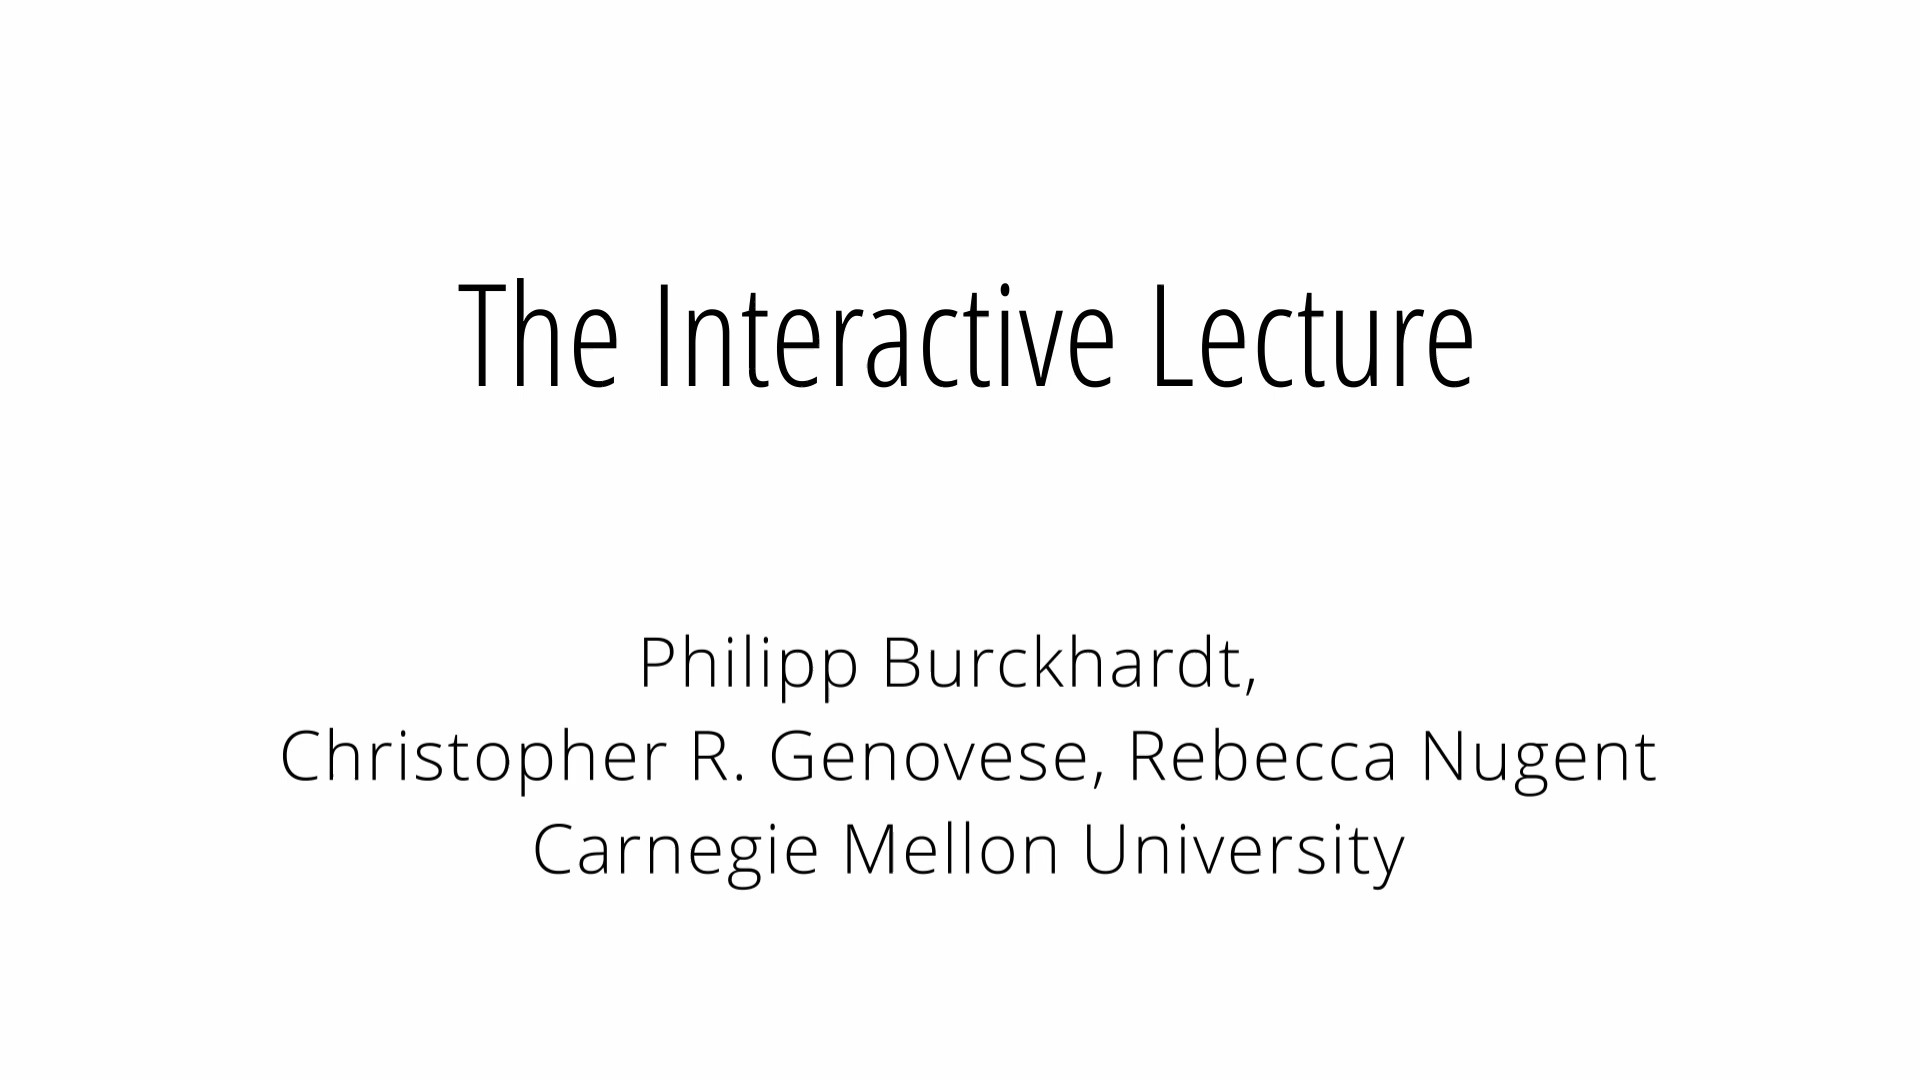 The Interactive Lecture
Philipp Burckhardt,
Christopher R. Genovese, Rebecca Nugent
Carnegie Mellon University